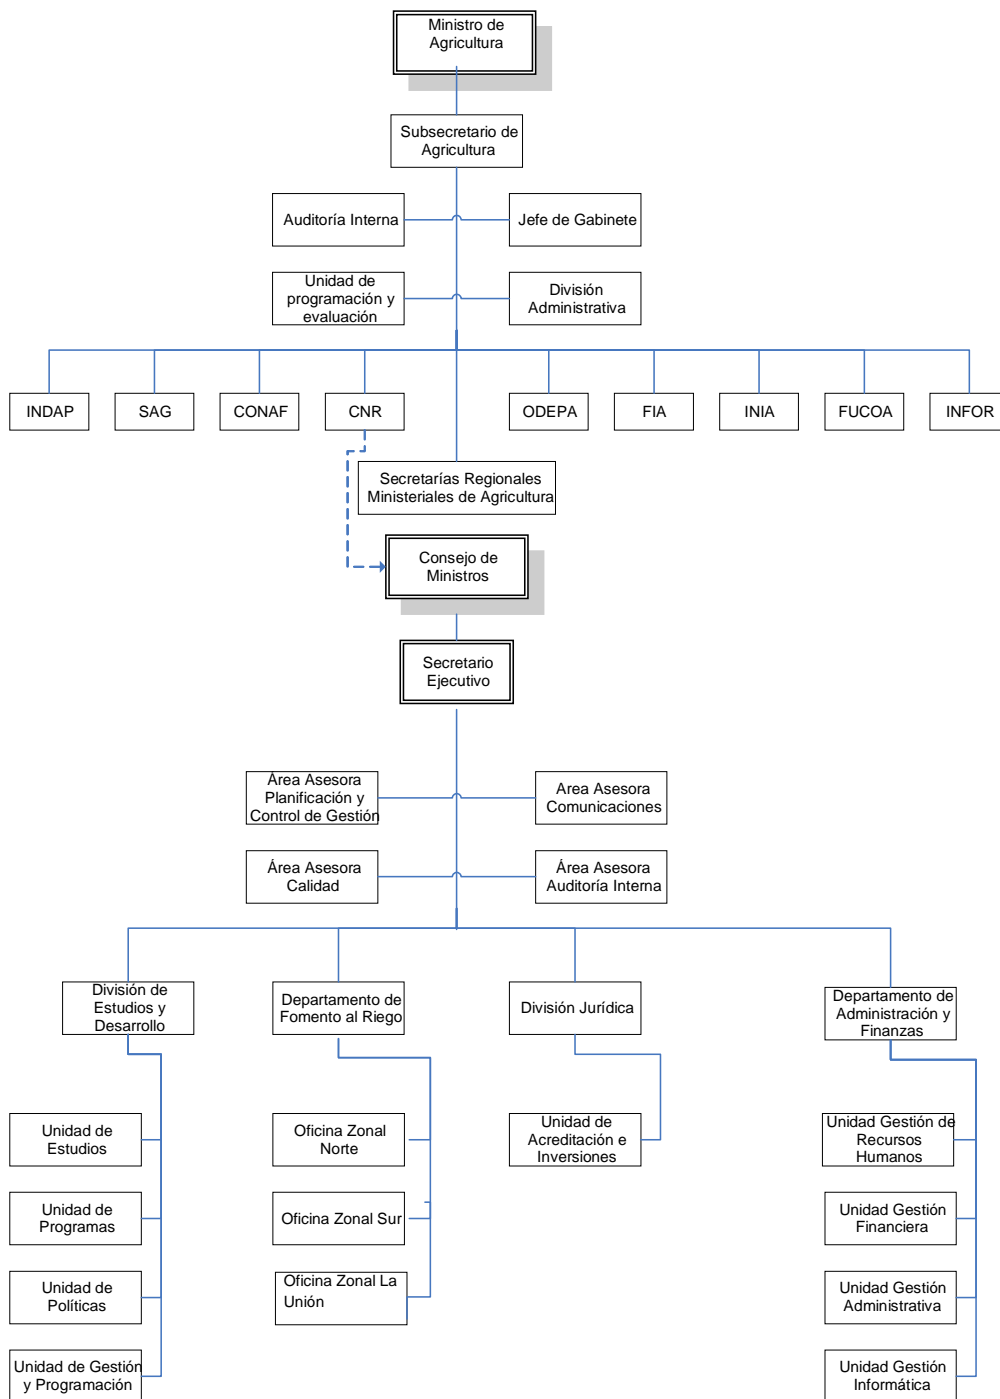 Ministro de
Agricultura
Subsecretario de
Agricultura
Auditoría Interna
Jefe de Gabinete
Unidad de
programación y
evaluación
División
Administrativa
INDAP
SAG
CONAF
CNR
ODEPA
FIA
INIA
FUCOA
INFOR
Secretarías Regionales
Ministeriales de Agricultura
Consejo de
Ministros
Secretario
Ejecutivo
Área Asesora
Planificación y
Control de Gestión
Area Asesora
Comunicaciones
Área Asesora
Calidad
Área Asesora
Auditoría Interna
División de
Estudios y
Desarrollo
Departamento de
Fomento al Riego
División Jurídica
Departamento de
Administración y
Finanzas
Unidad de
Estudios
Oficina Zonal
Norte
Unidad de
Acreditación e
Inversiones
Unidad Gestión de
Recursos
Humanos
Unidad de
Programas
Oficina Zonal Sur
Unidad Gestión
Financiera
Unidad de
Políticas
Oficina Zonal La
Unión
Unidad Gestión
Administrativa
Unidad de Gestión
y Programación
Unidad Gestión
Informática